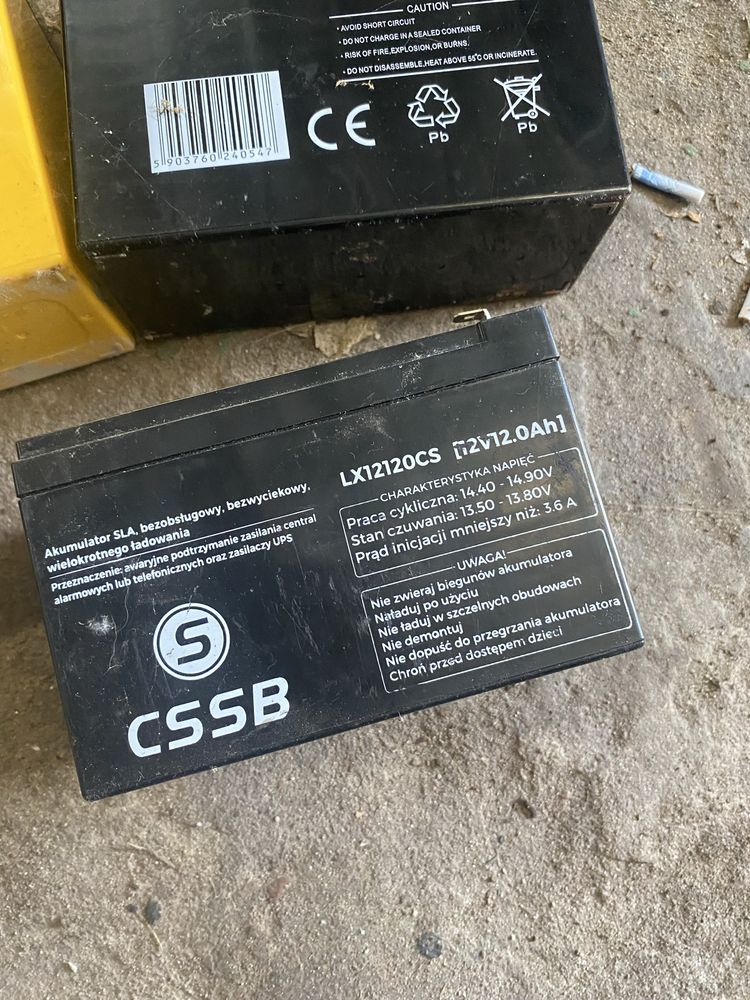 CAUTION
• AVOID SHORT CIRCUIT
• DO NOT CHARGE IN A SEALED CONTAINER
• RISK OF FIRE,EXPLOSION,OR BURNS.
• DO NOT DISASSEMBLE,HEAT ABOVE 55°C OR INCINERATE.
5 903760 240547
CE
Pb
Pb
LX12120CS [12V12.0Ah]
CHARAKTERYSTYKA NAPIĘĆ
Praca cykliczna: 14.40 - 14.90V
Stan czuwania: 13.50 - 13.80V
Prąd inicjacji mniejszy niż: 3.6 A
Akumulator SLA, bezobsługowy, bezwyciekowy,
wielokrotnego ładowania
Przeznaczenie: awaryjne podtrzymanie zasilania central
alarmowych lub telefonicznych oraz zasilaczy UPS
UWAGA!
Nie zwieraj biegunów akumulatora
Naładuj po użyciu
Nie ładuj w szczelnych obudowach
Nie demontuj
Nie dopuść do przegrzania akumulatora
Chroń przed dostępem dzieci
S
CSSB